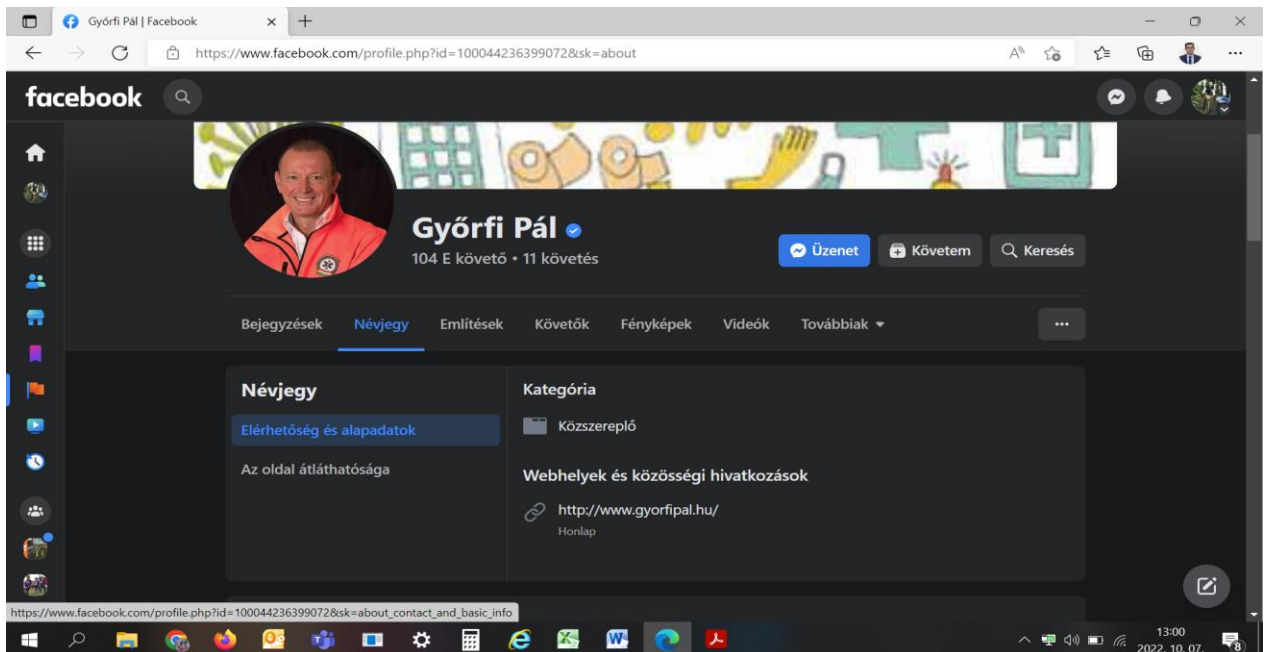 Győrfi Pál | Facebook
https://www.facebook.com/profile.php?id=100044236399072&sk=about
facebook
Győrfi Pál
104 E követő • 11 követés
Üzenet
Követem
Keresés
Bejegyzések Névjegy Említések Követők Fényképek Videók Továbbiak
Névjegy
Elérhetőség és alapadatok
Az oldal átláthatósága
Kategória
Közszereplő
Webhelyek és közösségi hivatkozások
http://www.gyorfipal.hu/
Honlap
https://www.facebook.com/profile.php?id=100044236399072&sk=about_contact_and_basic_info
13:00
2022. 10. 07.
8